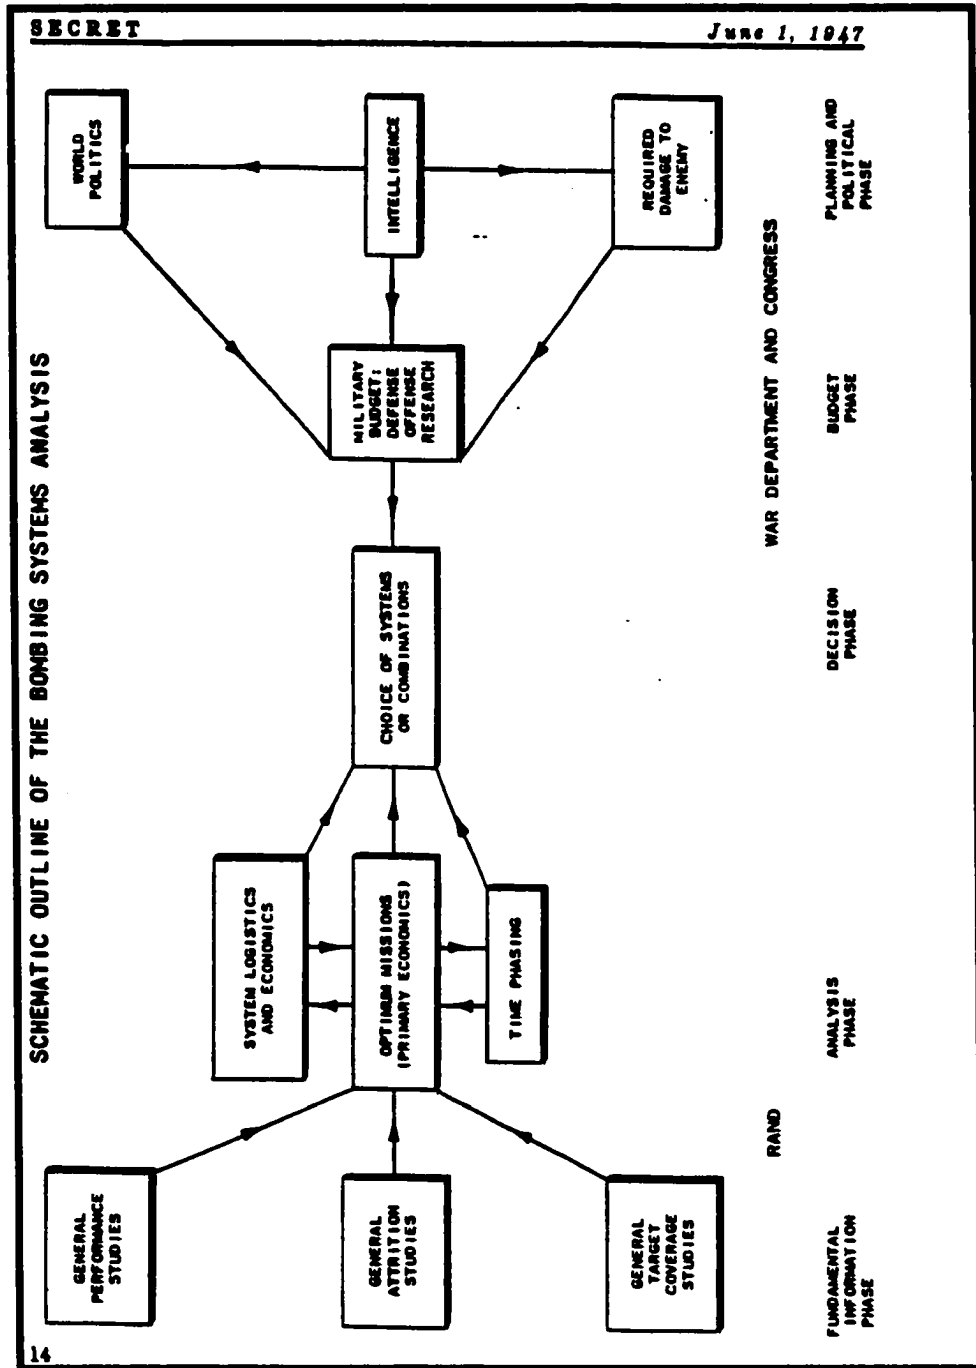 SECRET
June 1, 1947
SCHEMATIC OUTLINE OF THE BOMBING SYSTEMS ANALYSIS
GENERAL
PERFORMANCE
STUDIES
GENERAL
ATTRITION
STUDIES
GENERAL
TARGET
COVERAGE
STUDIES
SYSTEM LOGISTICS
AND ECONOMICS
OPTIMUM MISSIONS
(PRIMARY ECONOMICS)
TIME PHASING
CHOICE OF SYSTEMS
OR COMBINATIONS
MILITARY
BUDGET:
DEFENSE
OFFENSE
RESEARCH
WORLD
POLITICS
INTELLIGENCE
REQUIRED
DAMAGE TO
ENEMY
RAND
WAR DEPARTMENT AND CONGRESS
FUNDAMENTAL
INFORMATION
PHASE
ANALYSIS
PHASE
DECISION
PHASE
BUDGET
PHASE
PLANNING AND
POLITICAL
PHASE
14